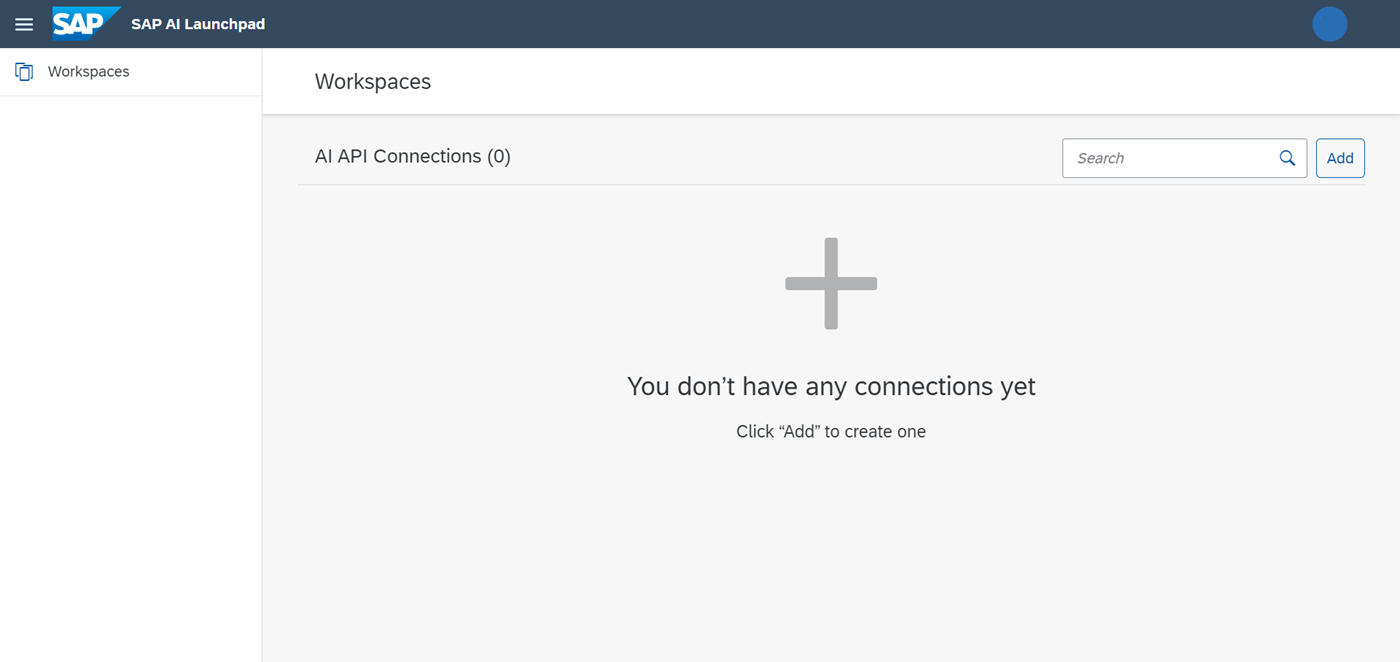 SAP SAP AI Launchpad
Workspaces
Workspaces
AI API Connections (0)
Search
Add
You don’t have any connections yet
Click “Add” to create one